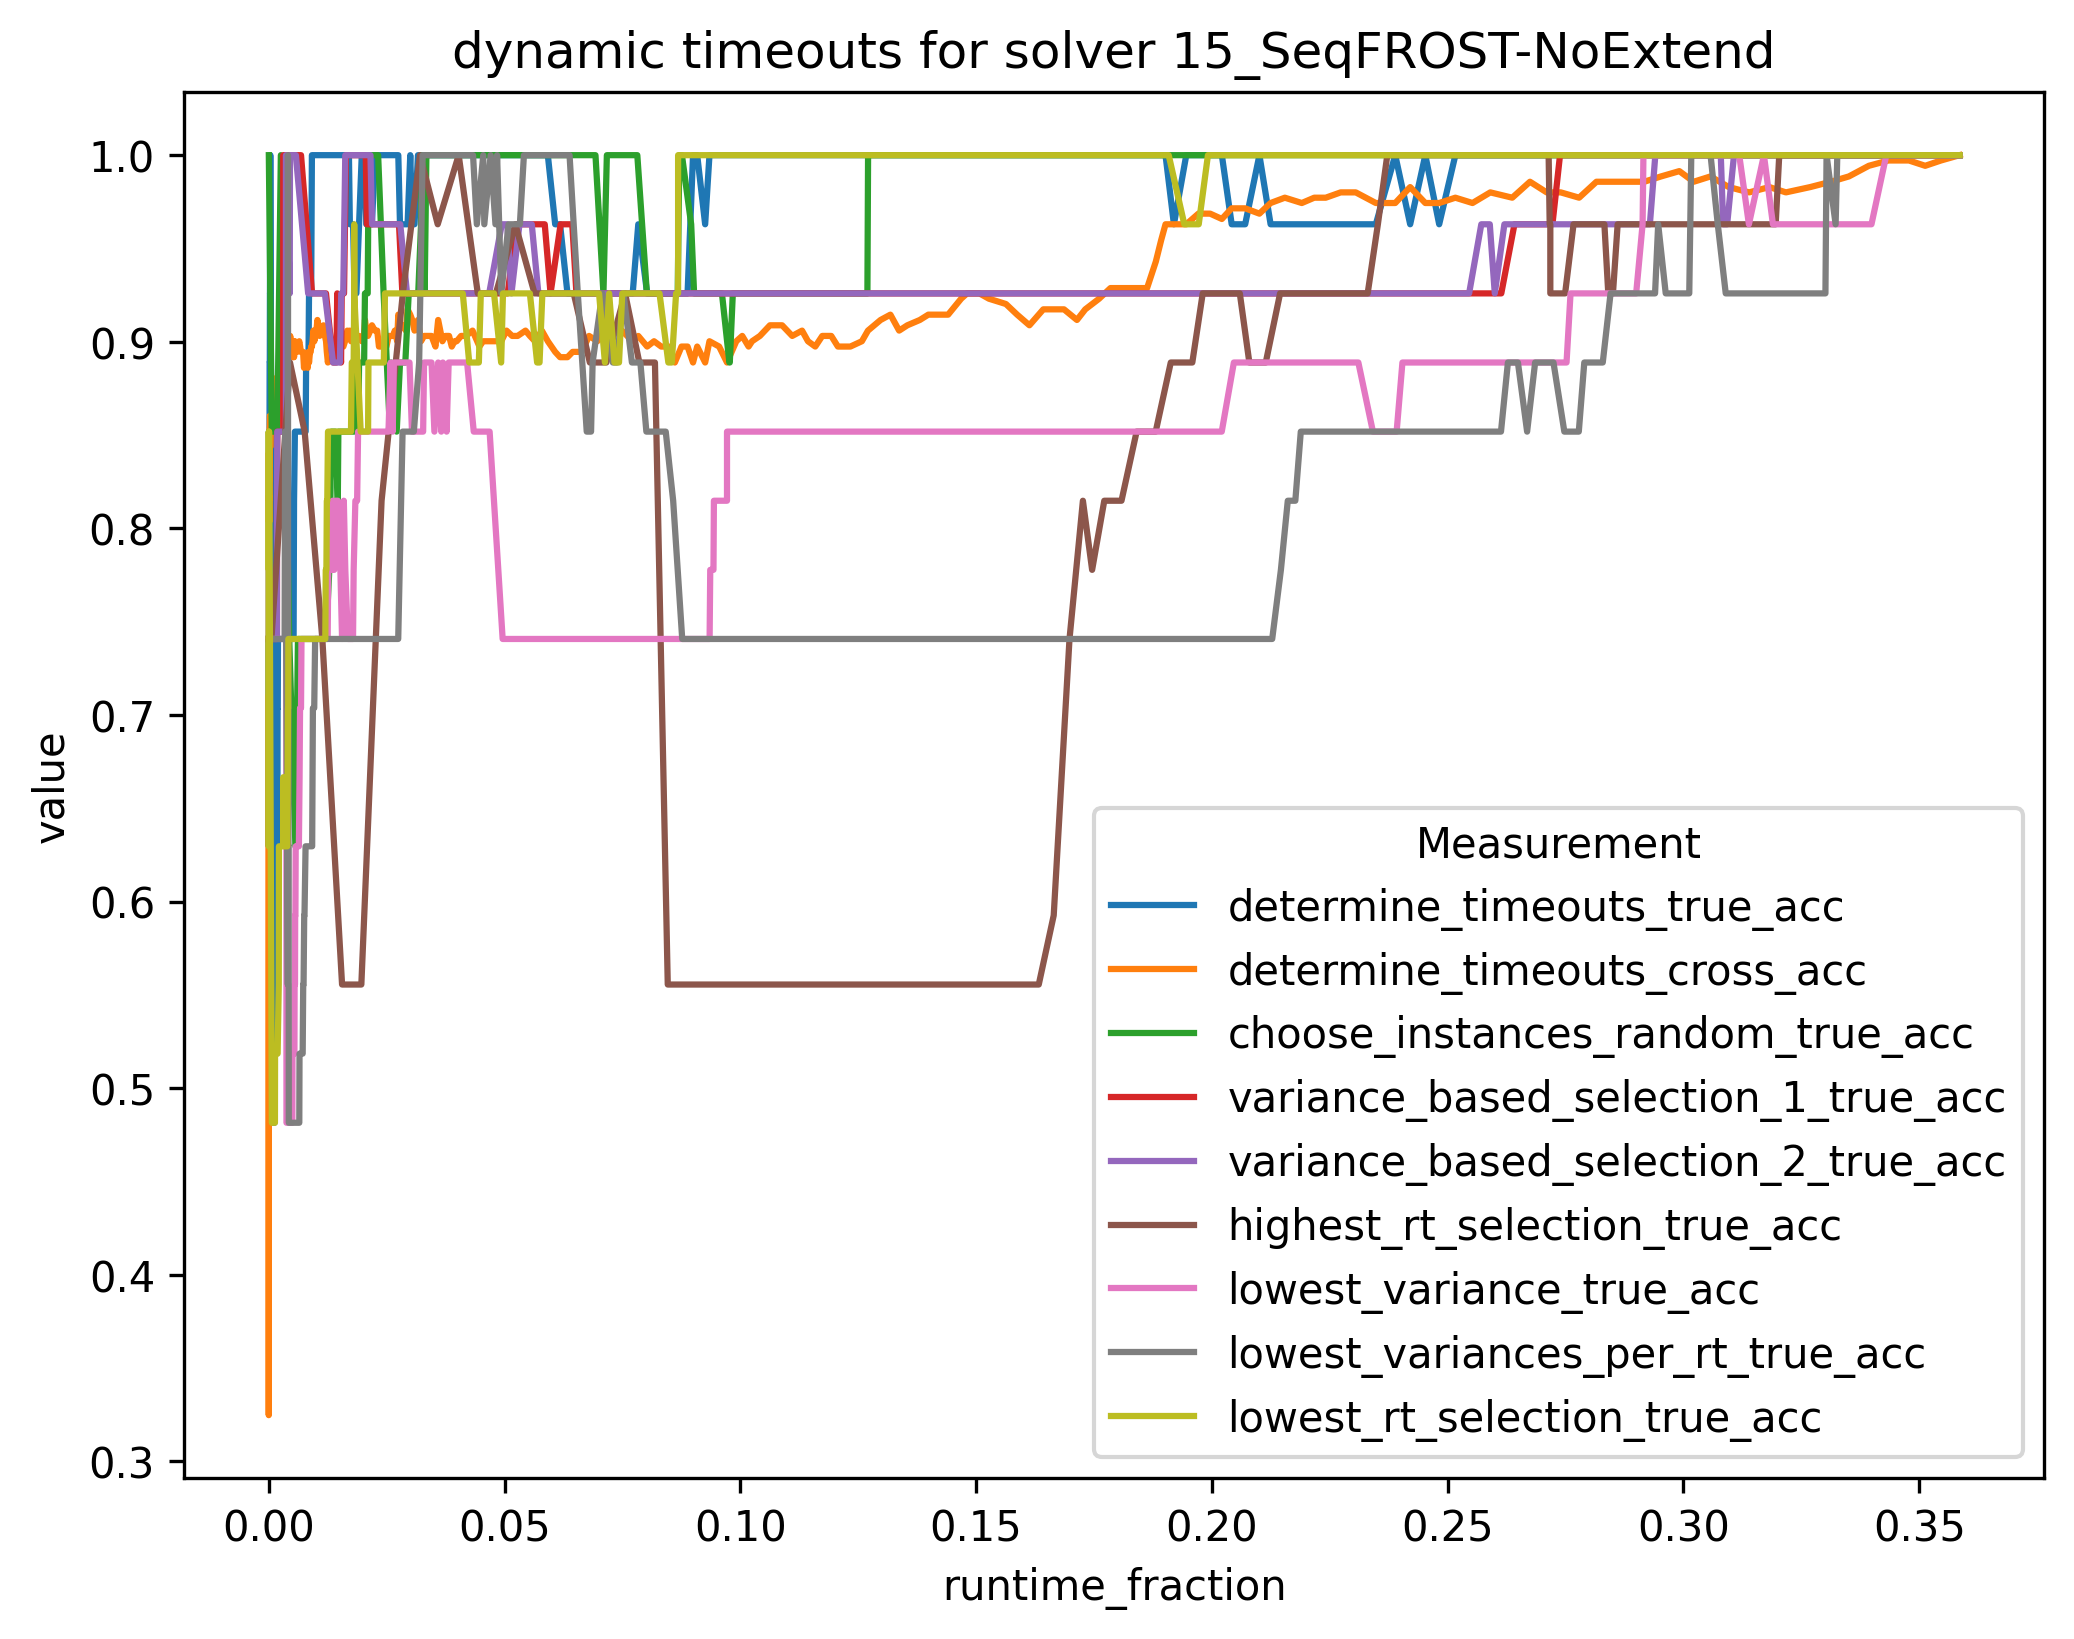 dynamic timeouts for solver 15_SeqFROST-NoExtend
1.0
0.9
0.8
0.7
0.6
0.5
0.4
0.3
value
Measurement
determine_timeouts_true_acc
determine_timeouts_cross_acc
choose_instances_random_true_acc
variance_based_selection_1_true_acc
variance_based_selection_2_true_acc
highest_rt_selection_true_acc
lowest_variance_true_acc
lowest_variances_per_rt_true_acc
lowest_rt_selection_true_acc
0.00 0.05 0.10 0.15 0.20 0.25 0.30 0.35
runtime_fraction